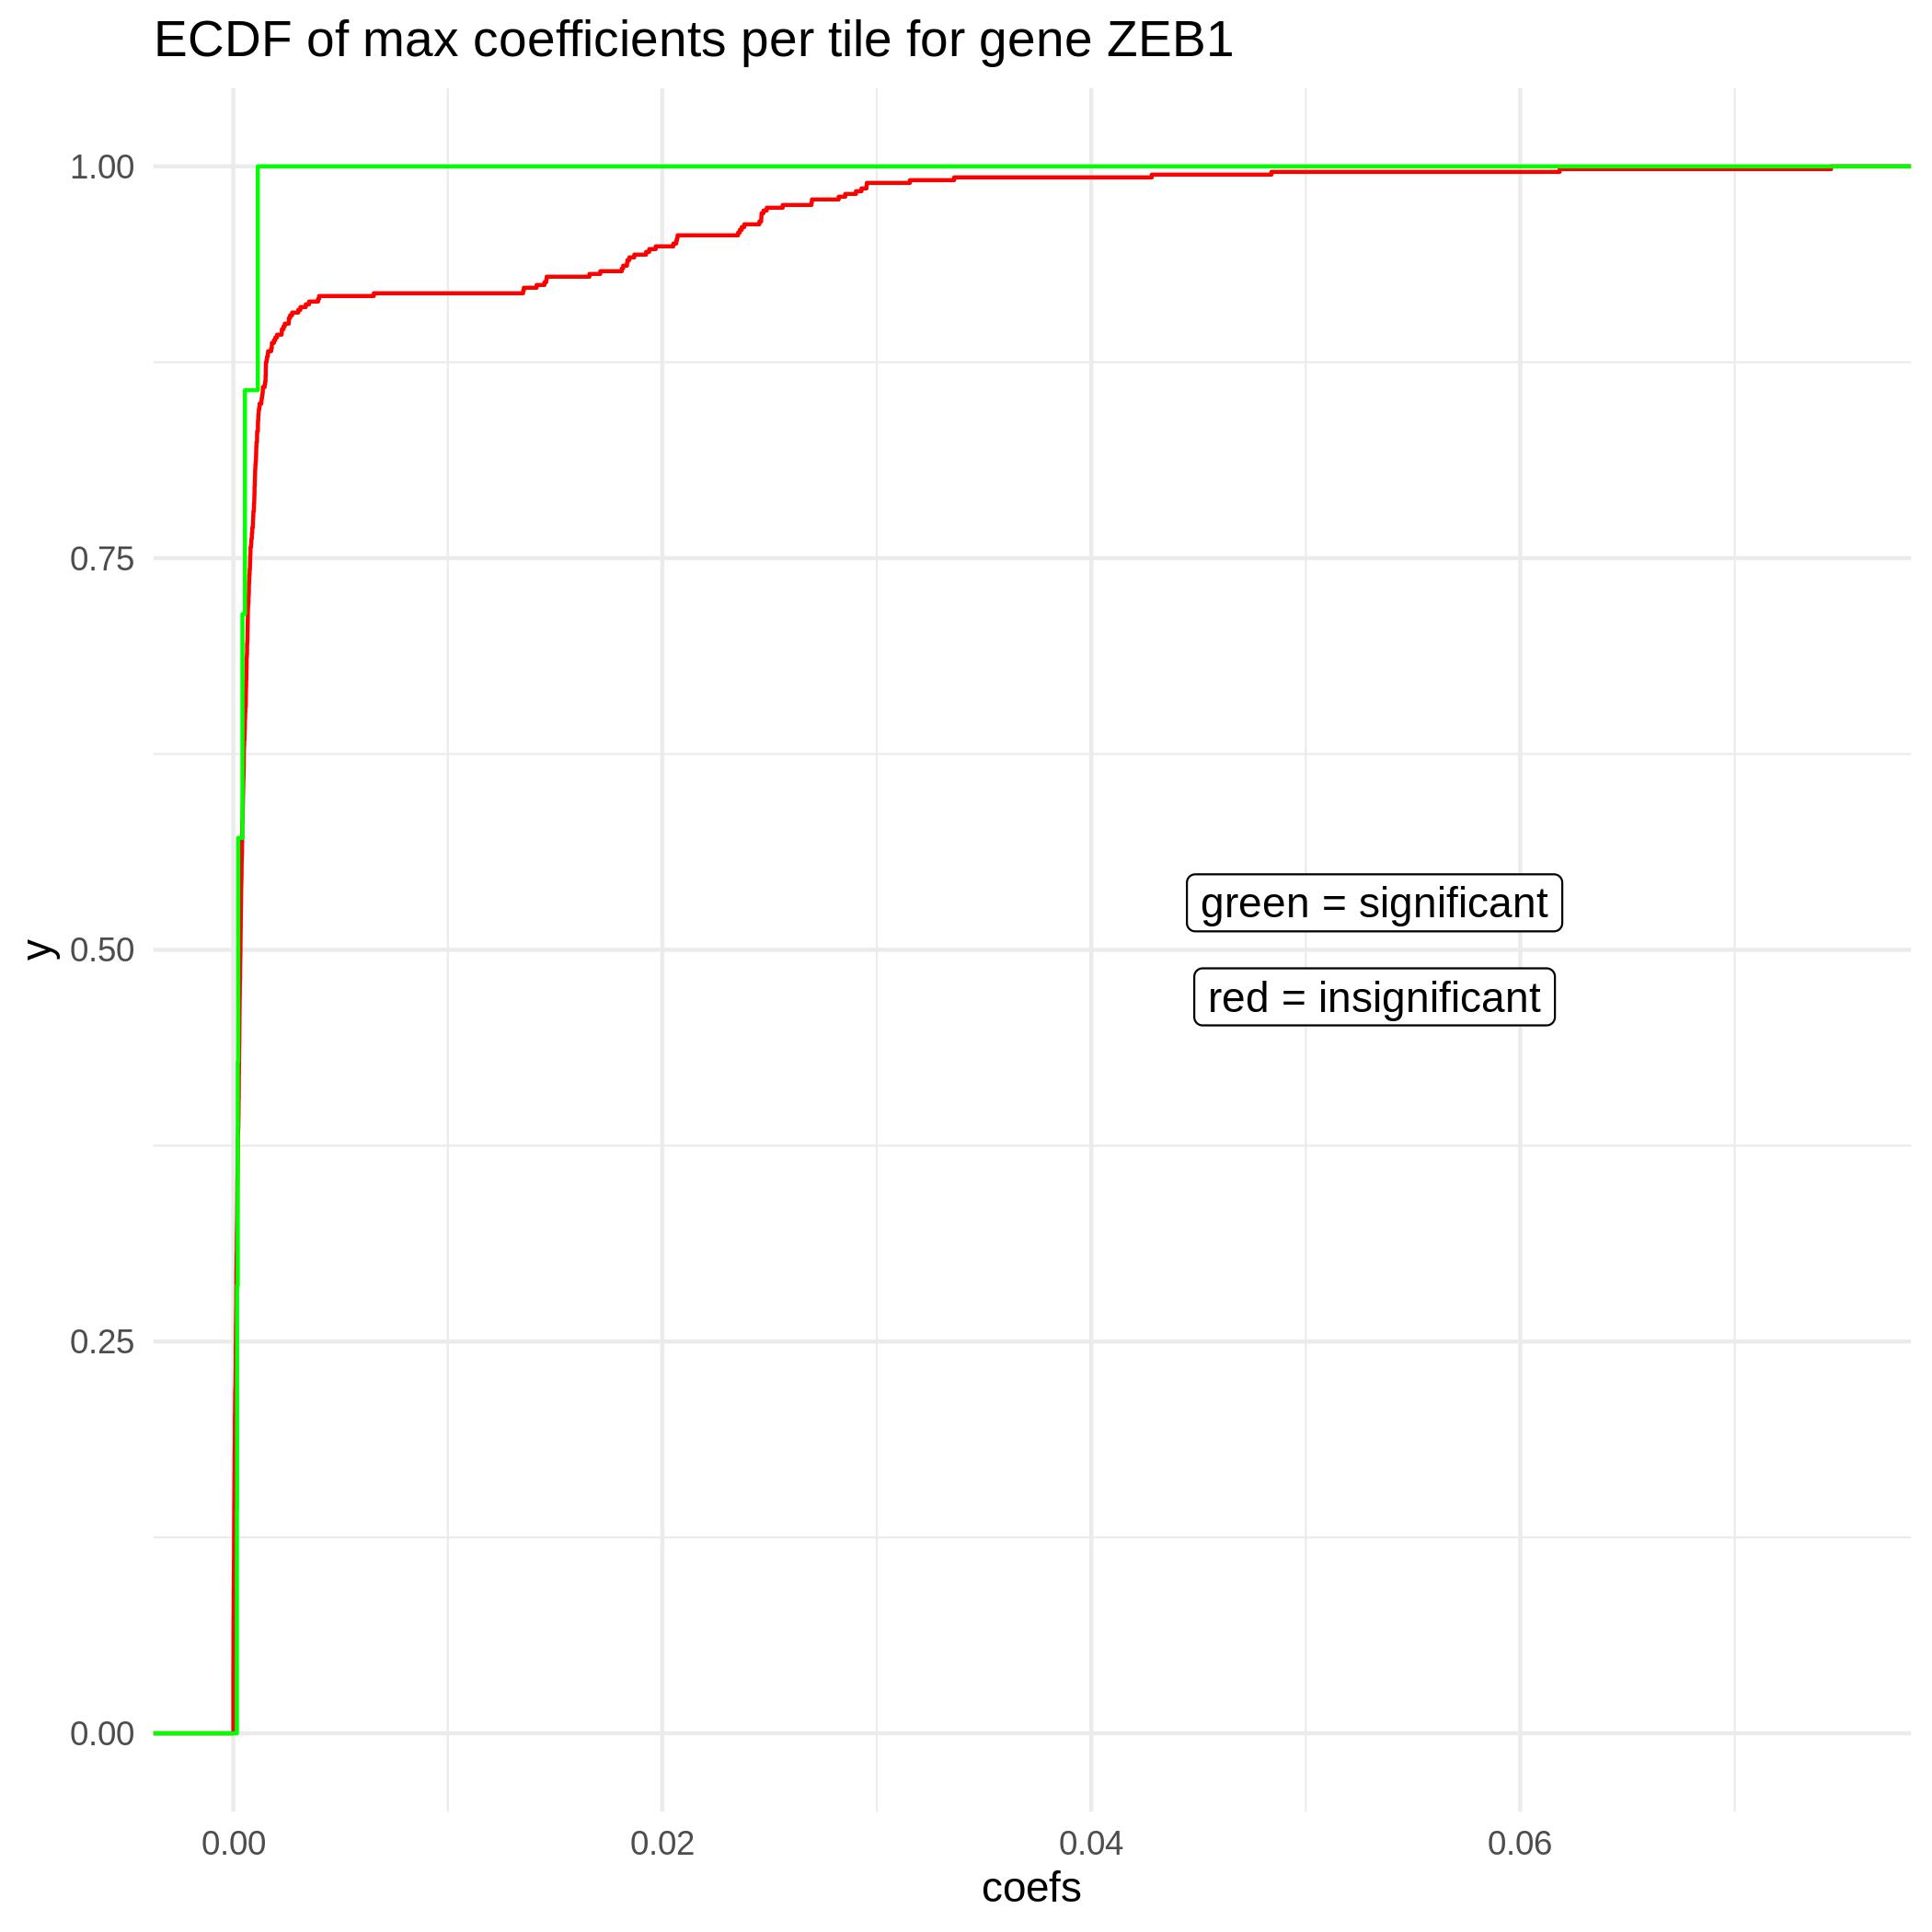 ECDF of max coefficients per tile for gene ZEB1
1.00
0.75
0.50
0.25
0.00
y
green = significant
red = insignificant
0.00
0.02
0.04
0.06
coefs